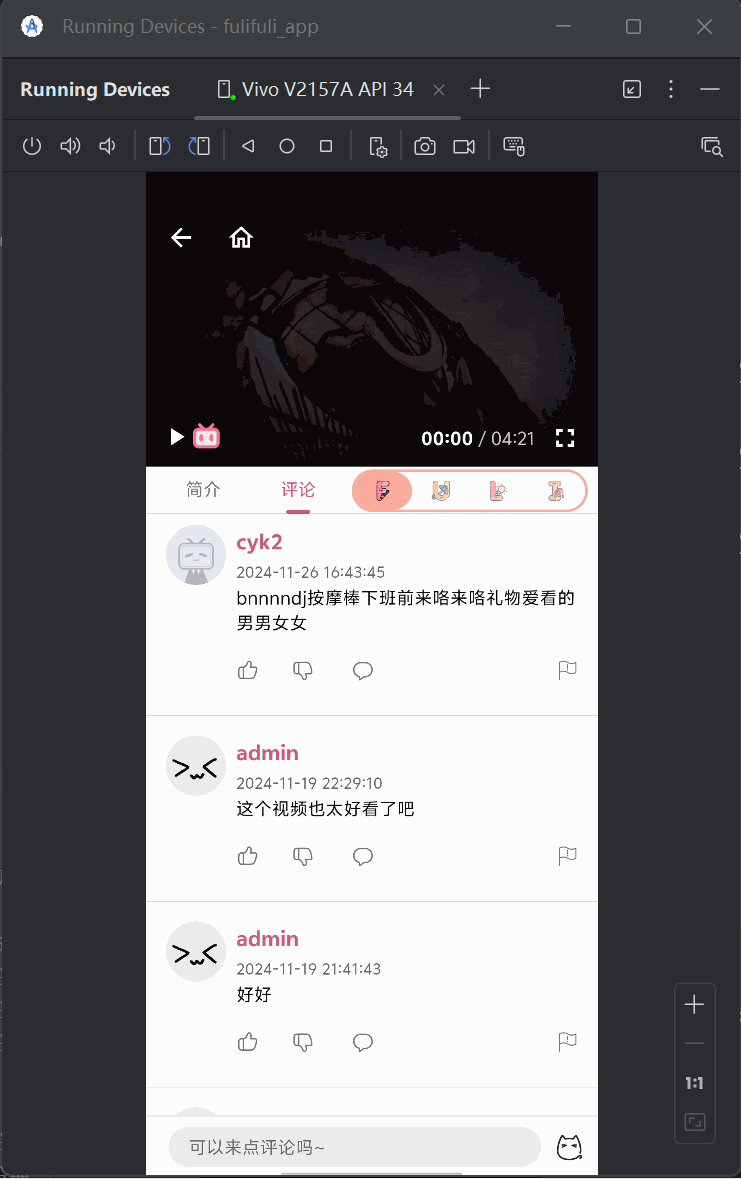 Running Devices - fulifuli_app
Running Devices
Vivo V2157A API 34
00:00 / 04:21
简介
评论
F
U
L
I
cyk2
2024-11-26 16:43:45
bnnnndj按摩棒下班前来咯来咯礼物爱看的
男男女女
admin
2024-11-19 22:29:10
这个视频也太好看了吧
admin
2024-11-19 21:41:43
好好
1:1
可以来点评论吗~